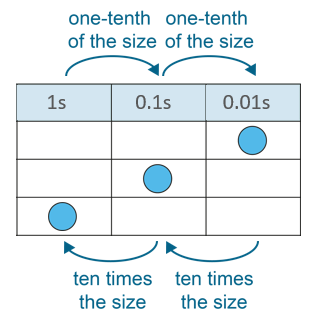 one-tenth
of the size
one-tenth
of the size
1s 0.1s 0.01s
ten times
the size
ten times
the size